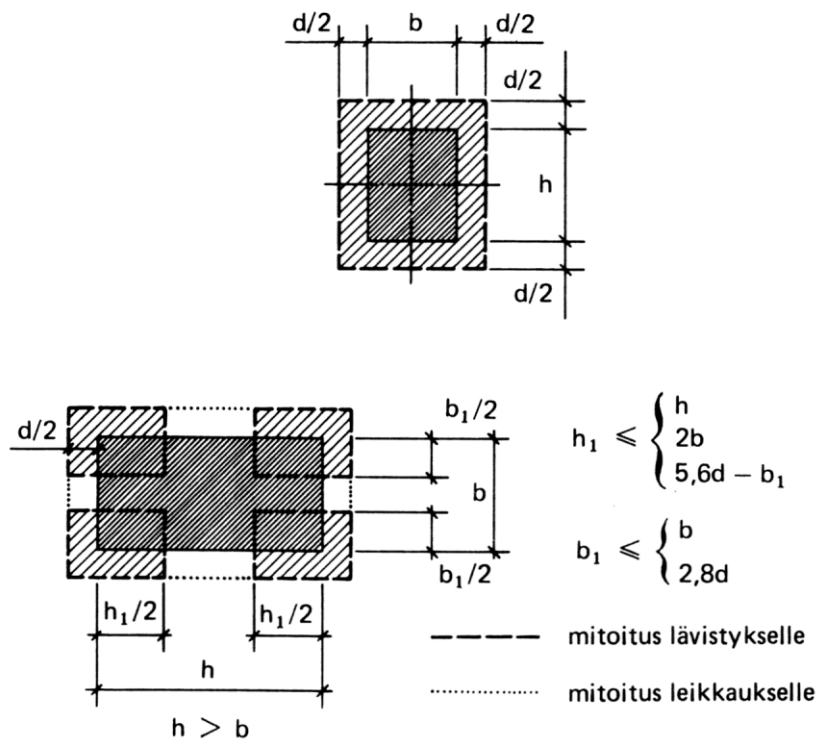 d/2 b d/2
d/2
h
d/2
d/2
b₁/2
b
b₁/2
h₁/2 h₁/2
h
h > b
h₁ ⩽ { h
2b
5,6d − b₁
b₁ ⩽ { b
2,8d
mitoitus lävistykselle
mitoitus leikkaukselle